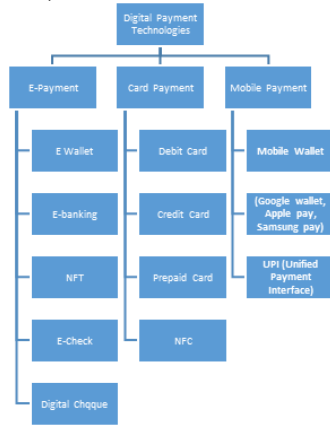 Digital Payment
Technologies
E-Payment
Card Payment
Mobile Payment
E Wallet
Debit Card
Mobile Wallet
E-banking
Credit Card
(Google wallet,
Apple pay,
Samsung pay)
NFT
Prepaid Card
UPI (Unified
Payment
Interface)
E-Check
NFC
Digital Chqque